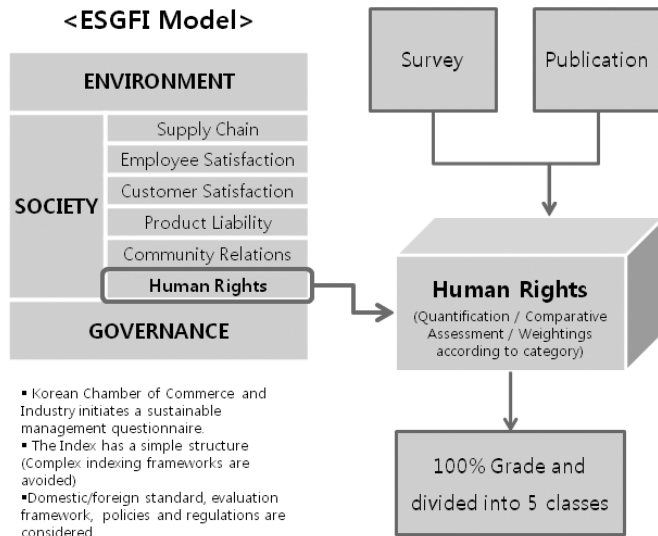 <ESGFI Model>
ENVIRONMENT
SOCIETY
Supply Chain
Employee Satisfaction
Customer Satisfaction
Product Liability
Community Relations
Human Rights
GOVERNANCE
▪ Korean Chamber of Commerce and
Industry initiates a sustainable
management questionnaire.
▪ The Index has a simple structure
(Complex indexing frameworks are
avoided)
▪Domestic/foreign standard, evaluation
framework, policies and regulations are
considered
Survey
Publication
Human Rights
(Quantification / Comparative
Assessment / Weightings
according to category)
100% Grade and
divided into 5 classes